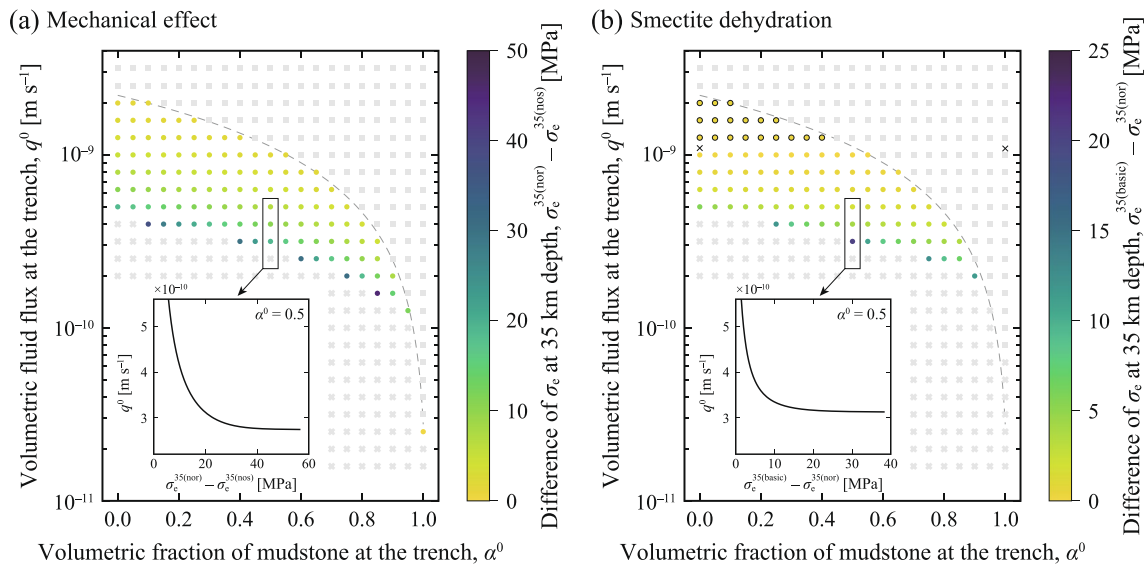 (a) Mechanical effect
Volumetric fluid flux at the trench, q⁰ [m s⁻¹]
10⁻⁹
10⁻¹⁰
10⁻¹¹
0.0 0.2 0.4 0.6 0.8 1.0
Volumetric fraction of mudstone at the trench, α⁰
×10⁻¹⁰
α⁰ = 0.5
q⁰ [m s⁻¹]
5
4
3
0 20 40 60
σₑ³⁵⁽ⁿᵒʳ⁾ − σₑ³⁵⁽ⁿᵒˢ⁾ [MPa]
50
40
30
20
10
0
Difference of σₑ at 35 km depth, σₑ³⁵⁽ⁿᵒʳ⁾ − σₑ³⁵⁽ⁿᵒˢ⁾ [MPa]
(b) Smectite dehydration
Volumetric fluid flux at the trench, q⁰ [m s⁻¹]
10⁻⁹
10⁻¹⁰
10⁻¹¹
0.0 0.2 0.4 0.6 0.8 1.0
Volumetric fraction of mudstone at the trench, α⁰
×10⁻¹⁰
α⁰ = 0.5
q⁰ [m s⁻¹]
5
4
3
0 10 20 30 40
σₑ³⁵⁽ᵇᵃˢⁱᶜ⁾ − σₑ³⁵⁽ⁿᵒʳ⁾ [MPa]
25
20
15
10
5
0
Difference of σₑ at 35 km depth, σₑ³⁵⁽ᵇᵃˢⁱᶜ⁾ − σₑ³⁵⁽ⁿᵒʳ⁾ [MPa]